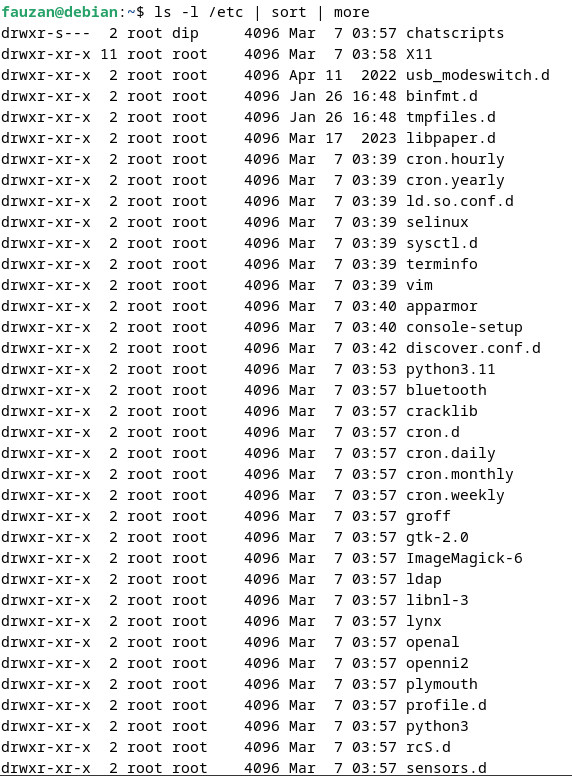 fauzan@debian:~$ ls -l /etc | sort | more
drwxr-s---  2 root dip     4096 Mar  7 03:57 chatscripts
drwxr-xr-x 11 root root    4096 Mar  7 03:58 X11
drwxr-xr-x  2 root root    4096 Apr 11  2022 usb_modeswitch.d
drwxr-xr-x  2 root root    4096 Jan 26 16:48 binfmt.d
drwxr-xr-x  2 root root    4096 Jan 26 16:48 tmpfiles.d
drwxr-xr-x  2 root root    4096 Mar 17  2023 libpaper.d
drwxr-xr-x  2 root root    4096 Mar  7 03:39 cron.hourly
drwxr-xr-x  2 root root    4096 Mar  7 03:39 cron.yearly
drwxr-xr-x  2 root root    4096 Mar  7 03:39 ld.so.conf.d
drwxr-xr-x  2 root root    4096 Mar  7 03:39 selinux
drwxr-xr-x  2 root root    4096 Mar  7 03:39 sysctl.d
drwxr-xr-x  2 root root    4096 Mar  7 03:39 terminfo
drwxr-xr-x  2 root root    4096 Mar  7 03:39 vim
drwxr-xr-x  2 root root    4096 Mar  7 03:40 apparmor
drwxr-xr-x  2 root root    4096 Mar  7 03:40 console-setup
drwxr-xr-x  2 root root    4096 Mar  7 03:42 discover.conf.d
drwxr-xr-x  2 root root    4096 Mar  7 03:53 python3.11
drwxr-xr-x  2 root root    4096 Mar  7 03:57 bluetooth
drwxr-xr-x  2 root root    4096 Mar  7 03:57 cracklib
drwxr-xr-x  2 root root    4096 Mar  7 03:57 cron.d
drwxr-xr-x  2 root root    4096 Mar  7 03:57 cron.daily
drwxr-xr-x  2 root root    4096 Mar  7 03:57 cron.monthly
drwxr-xr-x  2 root root    4096 Mar  7 03:57 cron.weekly
drwxr-xr-x  2 root root    4096 Mar  7 03:57 groff
drwxr-xr-x  2 root root    4096 Mar  7 03:57 gtk-2.0
drwxr-xr-x  2 root root    4096 Mar  7 03:57 ImageMagick-6
drwxr-xr-x  2 root root    4096 Mar  7 03:57 ldap
drwxr-xr-x  2 root root    4096 Mar  7 03:57 libnl-3
drwxr-xr-x  2 root root    4096 Mar  7 03:57 lynx
drwxr-xr-x  2 root root    4096 Mar  7 03:57 openal
drwxr-xr-x  2 root root    4096 Mar  7 03:57 openni2
drwxr-xr-x  2 root root    4096 Mar  7 03:57 plymouth
drwxr-xr-x  2 root root    4096 Mar  7 03:57 profile.d
drwxr-xr-x  2 root root    4096 Mar  7 03:57 python3
drwxr-xr-x  2 root root    4096 Mar  7 03:57 rcS.d
drwxr-xr-x  2 root root    4096 Mar  7 03:57 sensors.d